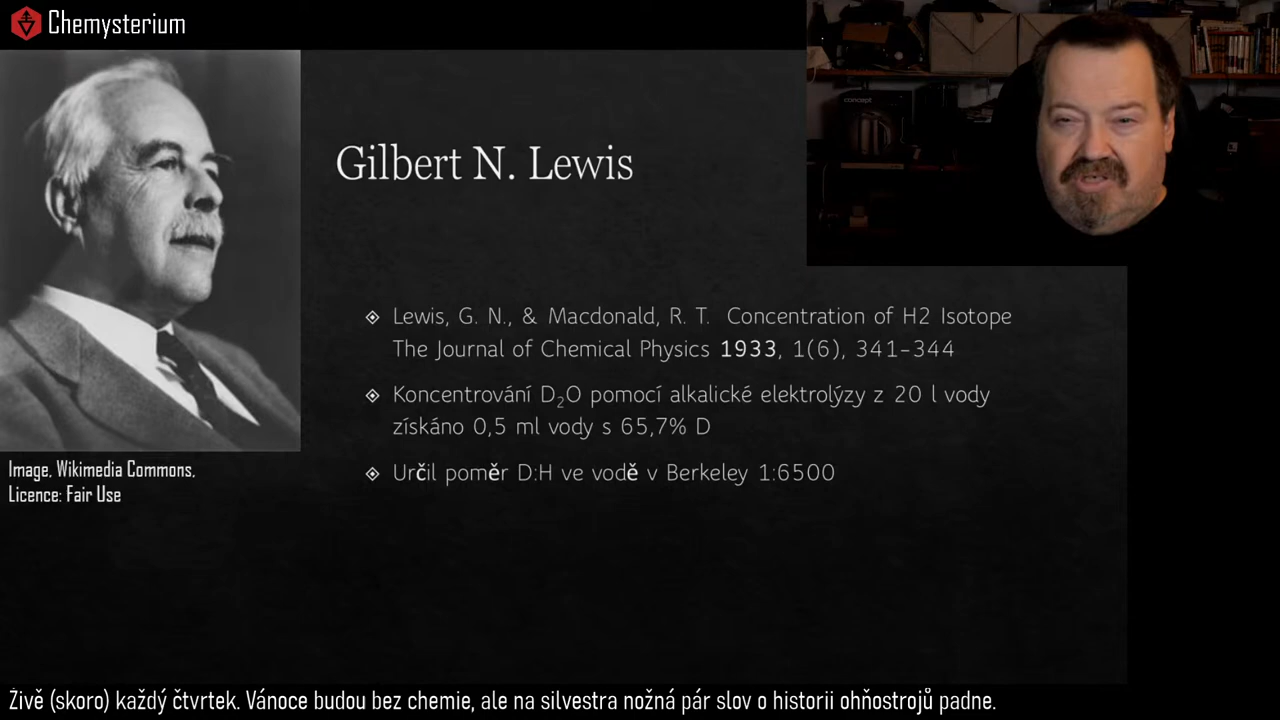 Chemysterium
Gilbert N. Lewis
Lewis, G. N., & Macdonald, R. T. Concentration of H2 Isotope
The Journal of Chemical Physics 1933, 1(6), 341-344
Koncentrování D₂O pomocí alkalické elektrolýzy z 20 l vody
získáno 0,5 ml vody s 65,7% D
Určil poměr D:H ve vodě v Berkeley 1:6500
Image, Wikimedia Commons,
Licence: Fair Use
concept
Živě (skoro) každý čtvrtek. Vánoce budou bez chemie, ale na silvestra nožná pár slov o historii ohňostrojů padne.